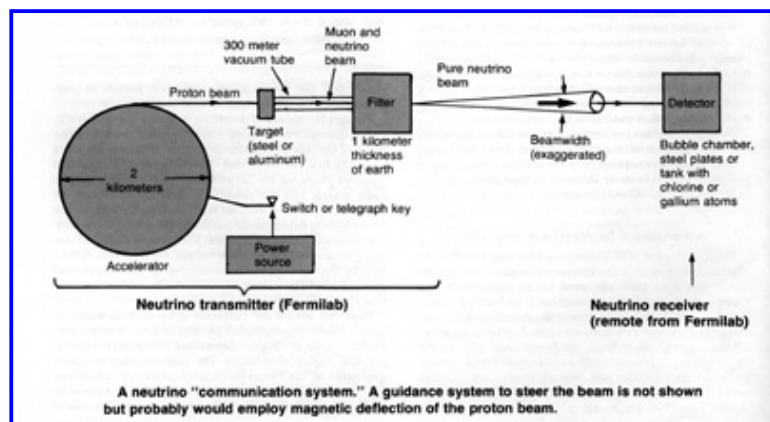 300 meter
vacuum tube
Muon and
neutrino
beam
Proton beam
Pure neutrino
beam
Filter
Detector
Target
(steel or
aluminum)
1 kilometer
thickness
of earth
Beamwidth
(exaggerated)
Bubble chamber,
steel plates or
tank with
chlorine or
gallium atoms
2
kilometers
Switch or telegraph key
Power
source
Accelerator
Neutrino transmitter (Fermilab)
Neutrino receiver
(remote from Fermilab)
A neutrino "communication system." A guidance system to steer the beam is not shown
but probably would employ magnetic deflection of the proton beam.